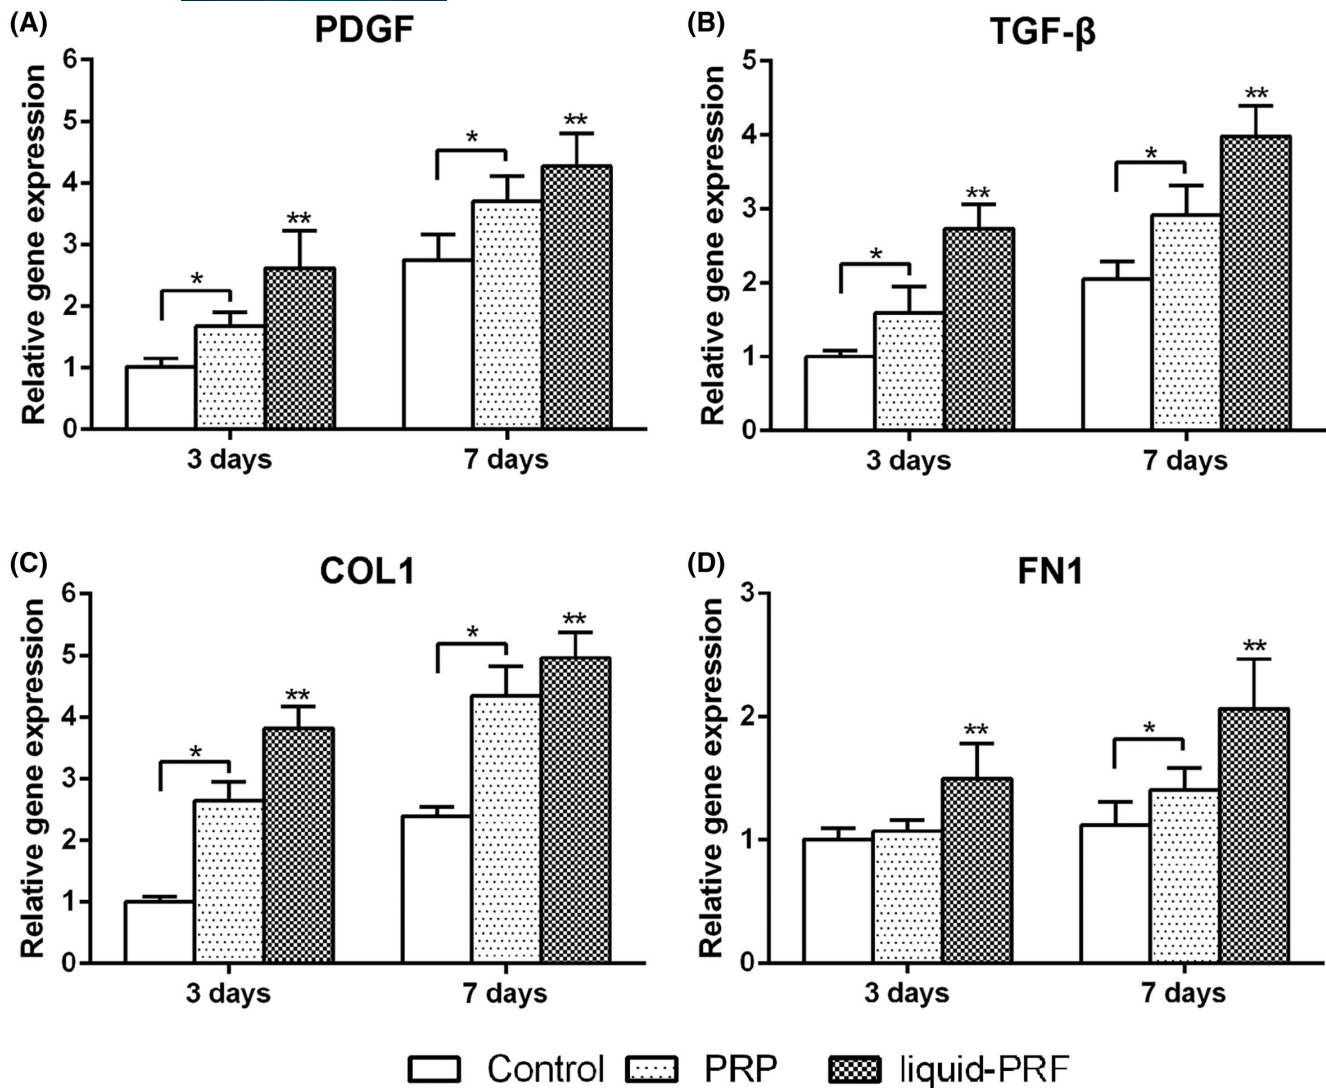 (A)
PDGF
Relative gene expression
6
5
4
3
2
1
0
*
**
*
**
3 days
7 days
(B)
TGF-β
Relative gene expression
5
4
3
2
1
0
*
**
*
**
3 days
7 days
(C)
COL1
Relative gene expression
6
5
4
3
2
1
0
*
**
*
**
3 days
7 days
(D)
FN1
Relative gene expression
3
2
1
0
**
*
**
3 days
7 days
Control PRP liquid-PRF